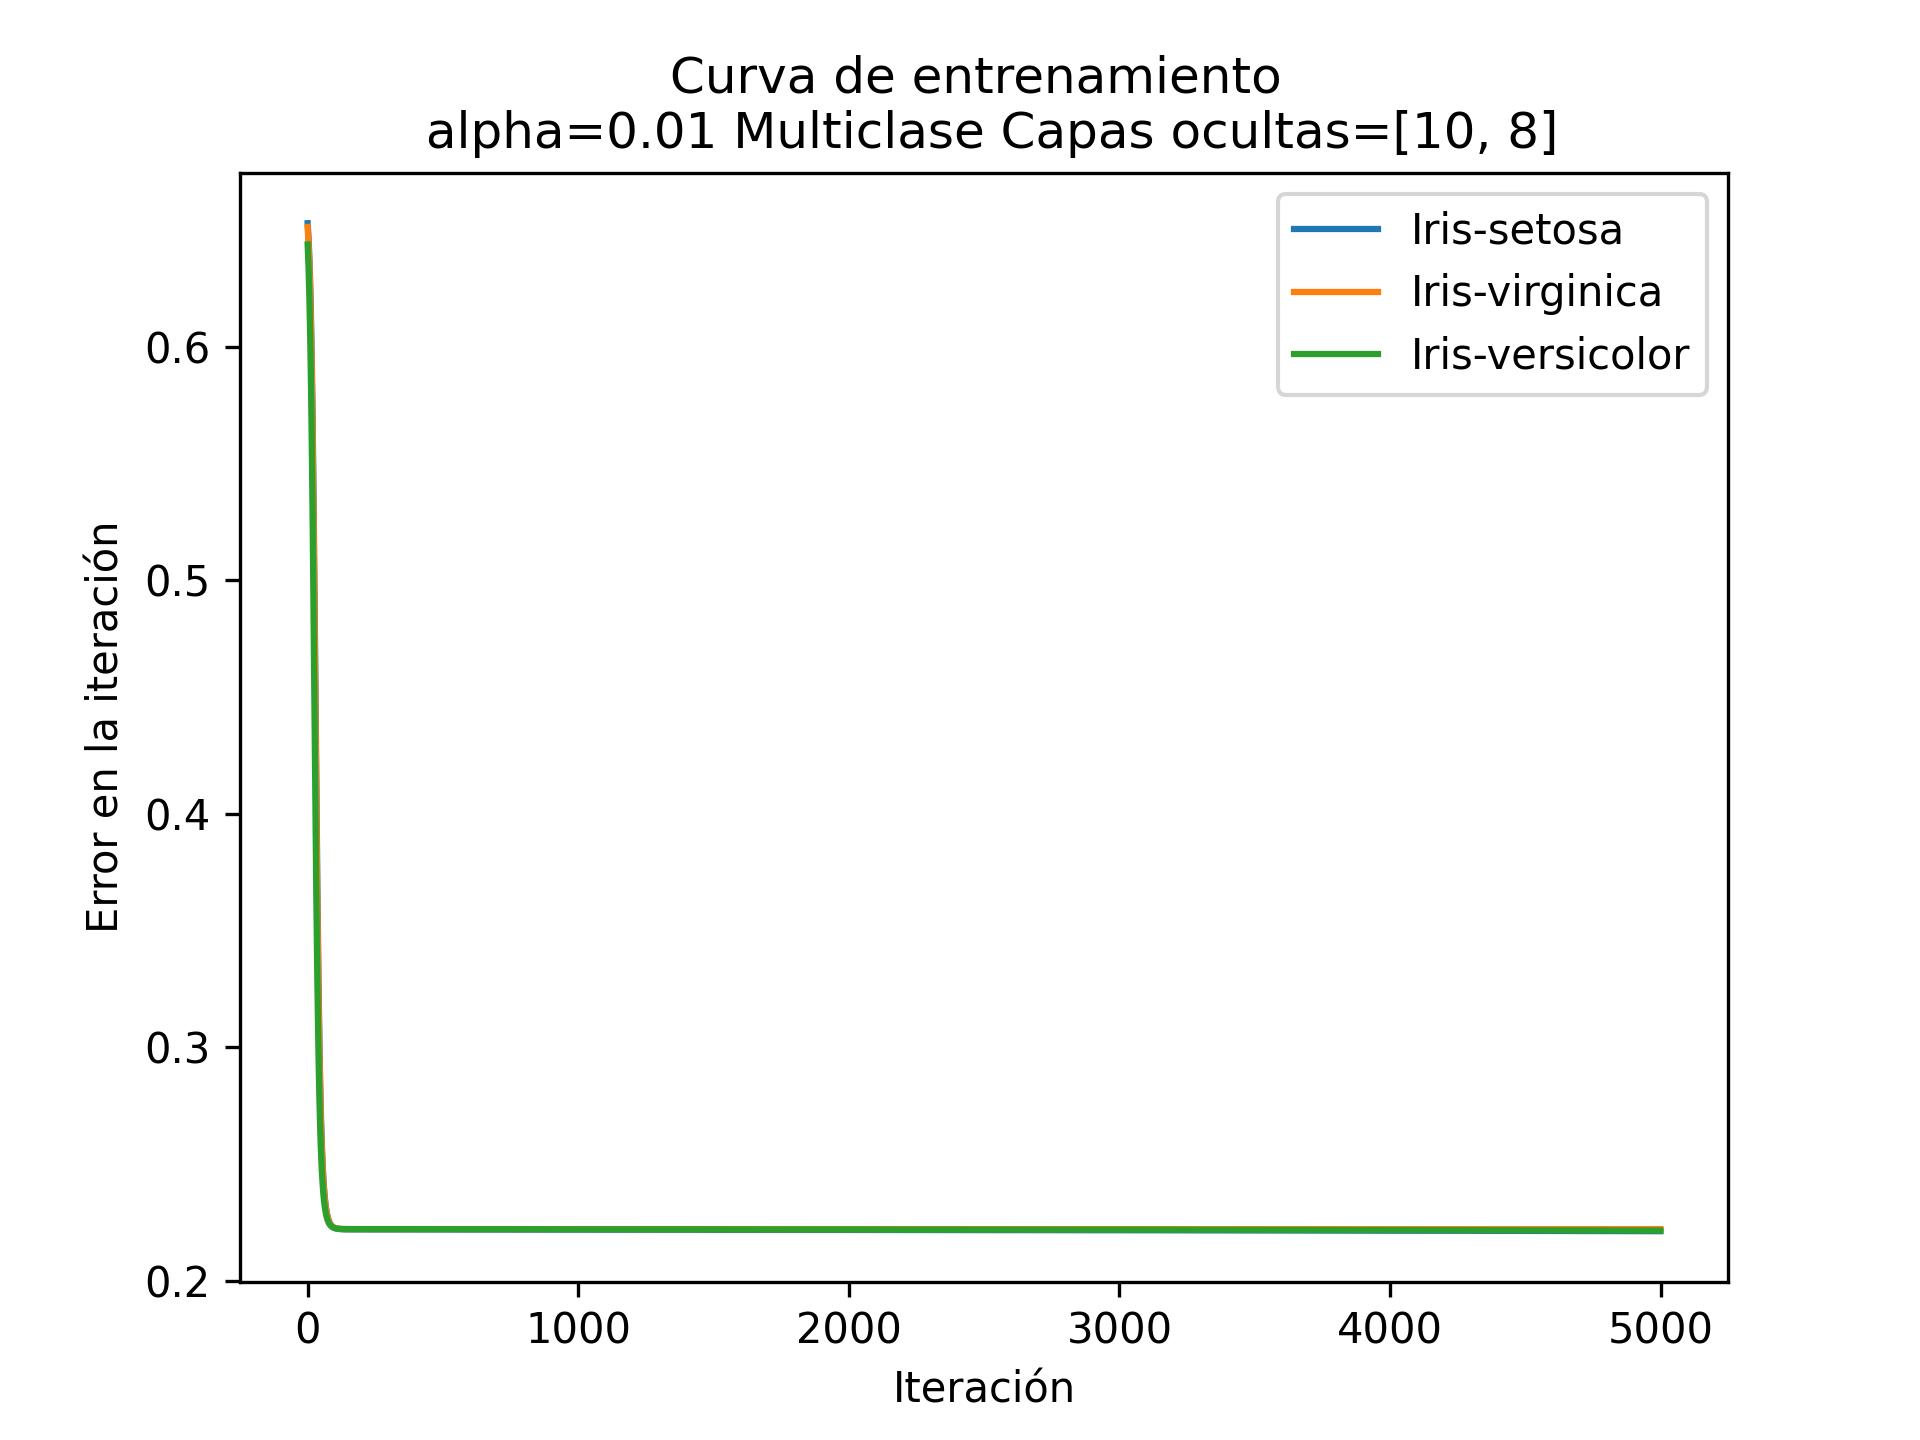 Curva de entrenamiento
alpha=0.01 Multiclase Capas ocultas=[10, 8]
Iris-setosa
Iris-virginica
Iris-versicolor
Error en la iteración
0.6
0.5
0.4
0.3
0.2
0 1000 2000 3000 4000 5000
Iteración